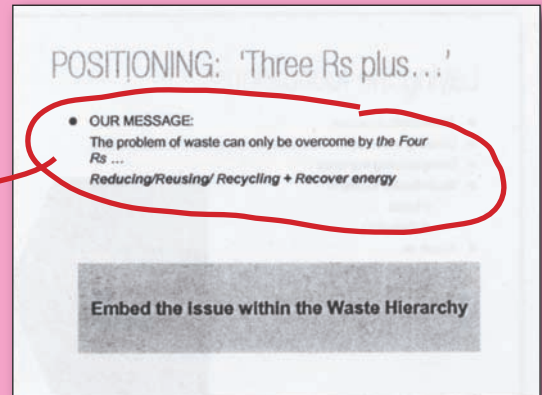 POSITIONING: 'Three Rs plus...'
● OUR MESSAGE:
The problem of waste can only be overcome by the Four
Rs ...
Reducing/Reusing/ Recycling + Recover energy
Embed the issue within the Waste Hierarchy